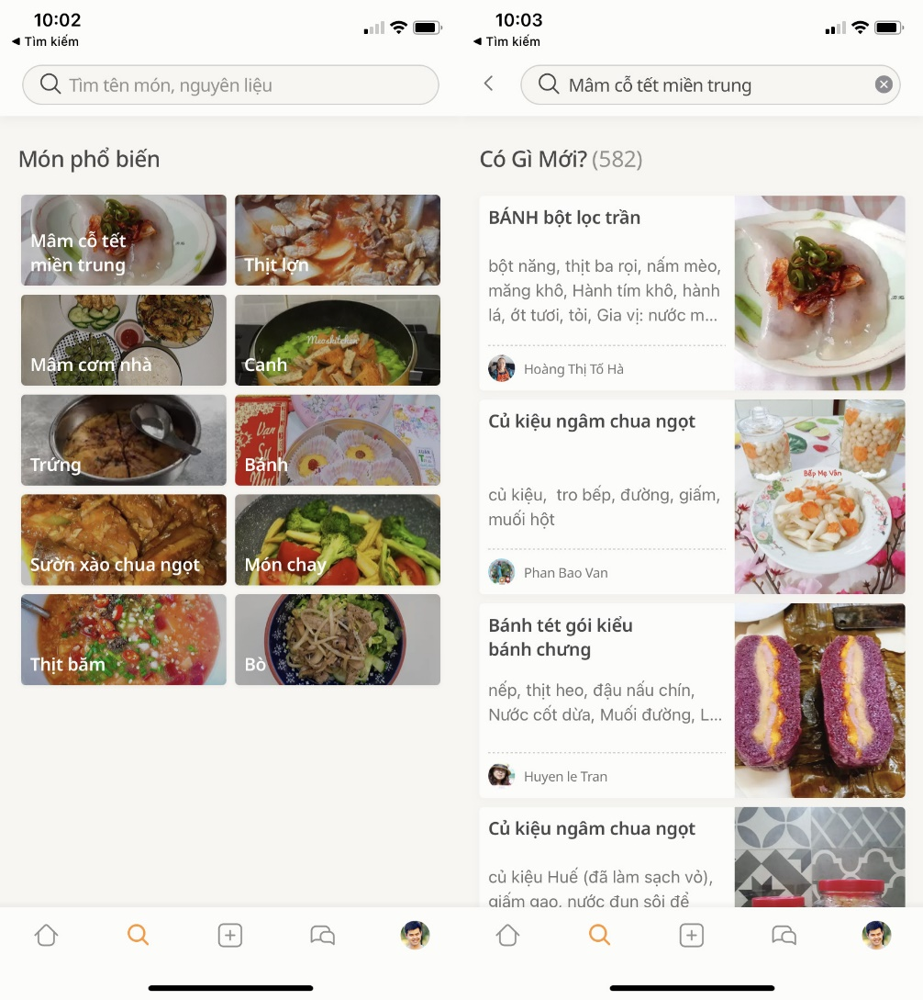 10:02
◀ Tìm kiếm
Tìm tên món, nguyên liệu
Món phổ biến
Mâm cỗ tết
miền trung
Thịt lợn
Mâm cơm nhà
Meoskitchen
Canh
Trứng
Bánh
Sườn xào chua ngọt
Món chay
Thịt băm
Bò
10:03
◀ Tìm kiếm
Mâm cỗ tết miền trung
Có Gì Mới? (582)
BÁNH bột lọc trần
bột năng, thịt ba rọi, nấm mèo,
măng khô, Hành tím khô, hành
lá, ớt tươi, tỏi, Gia vị: nước m...
Hoàng Thị Tố Hà
Củ kiệu ngâm chua ngọt
củ kiệu, tro bếp, đường, giấm,
muối hột
Bếp Mẹ Vân
Phan Bao Van
Bánh tét gói kiểu
bánh chưng
nếp, thịt heo, đậu nấu chín,
Nước cốt dừa, Muối đường, L...
Huyen le Tran
Củ kiệu ngâm chua ngọt
củ kiệu Huế (đã làm sạch vỏ),
giấm gạo, nước đun sôi để